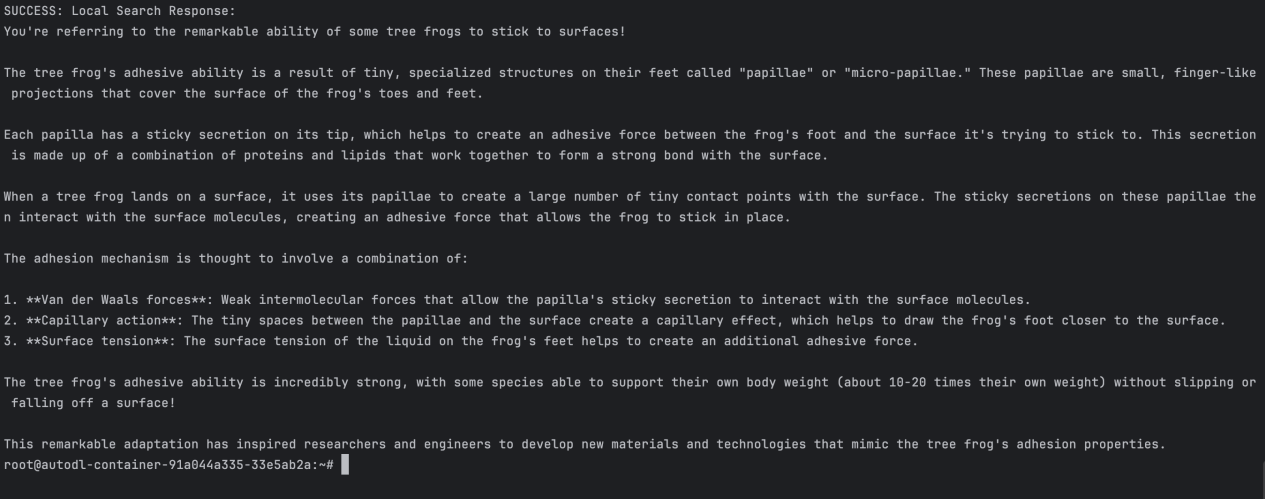 SUCCESS: Local Search Response:
You're referring to the remarkable ability of some tree frogs to stick to surfaces!
The tree frog's adhesive ability is a result of tiny, specialized structures on their feet called "papillae" or "micro-papillae." These papillae are small, finger-like
projections that cover the surface of the frog's toes and feet.
Each papilla has a sticky secretion on its tip, which helps to create an adhesive force between the frog's foot and the surface it's trying to stick to. This secretion
is made up of a combination of proteins and lipids that work together to form a strong bond with the surface.
When a tree frog lands on a surface, it uses its papillae to create a large number of tiny contact points with the surface. The sticky secretions on these papillae the
n interact with the surface molecules, creating an adhesive force that allows the frog to stick in place.
The adhesion mechanism is thought to involve a combination of:
1. **Van der Waals forces**: Weak intermolecular forces that allow the papilla's sticky secretion to interact with the surface molecules.
2. **Capillary action**: The tiny spaces between the papillae and the surface create a capillary effect, which helps to draw the frog's foot closer to the surface.
3. **Surface tension**: The surface tension of the liquid on the frog's feet helps to create an additional adhesive force.
The tree frog's adhesive ability is incredibly strong, with some species able to support their own body weight (about 10-20 times their own weight) without slipping or
falling off a surface!
This remarkable adaptation has inspired researchers and engineers to develop new materials and technologies that mimic the tree frog's adhesion properties.
root@autodl-container-91a044a335-33e5ab2a:~#